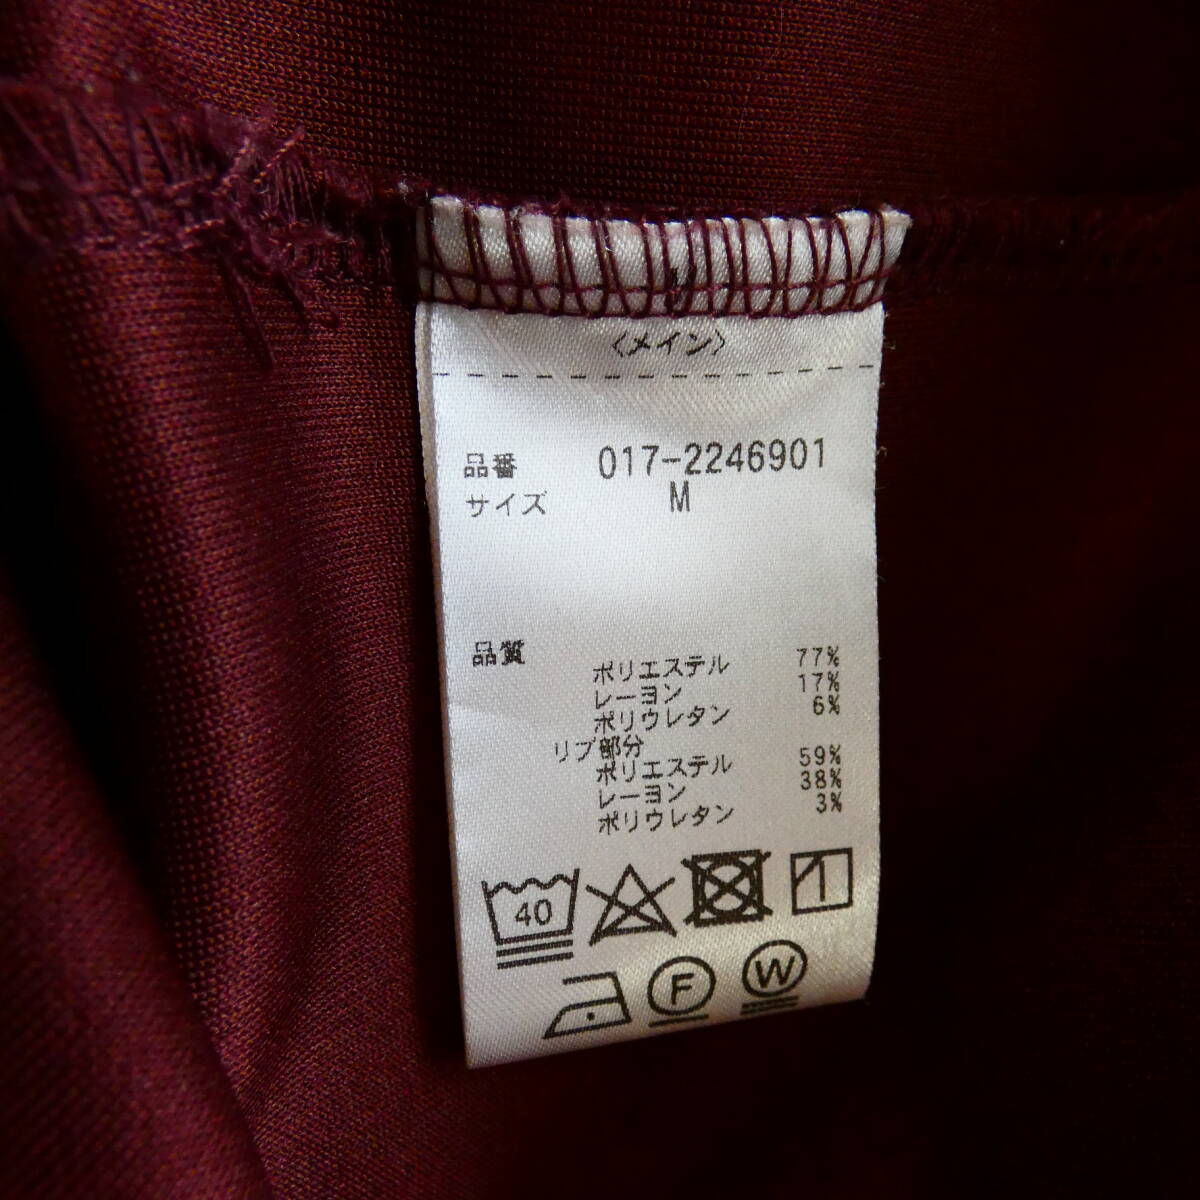 〈メイン〉
品番 017-2246901
サイズ M
品質
ポリエステル 77%
レーヨン 17%
ポリウレタン 6%
リブ部分
ポリエステル 59%
レーヨン 38%
ポリウレタン 3%
40
F W